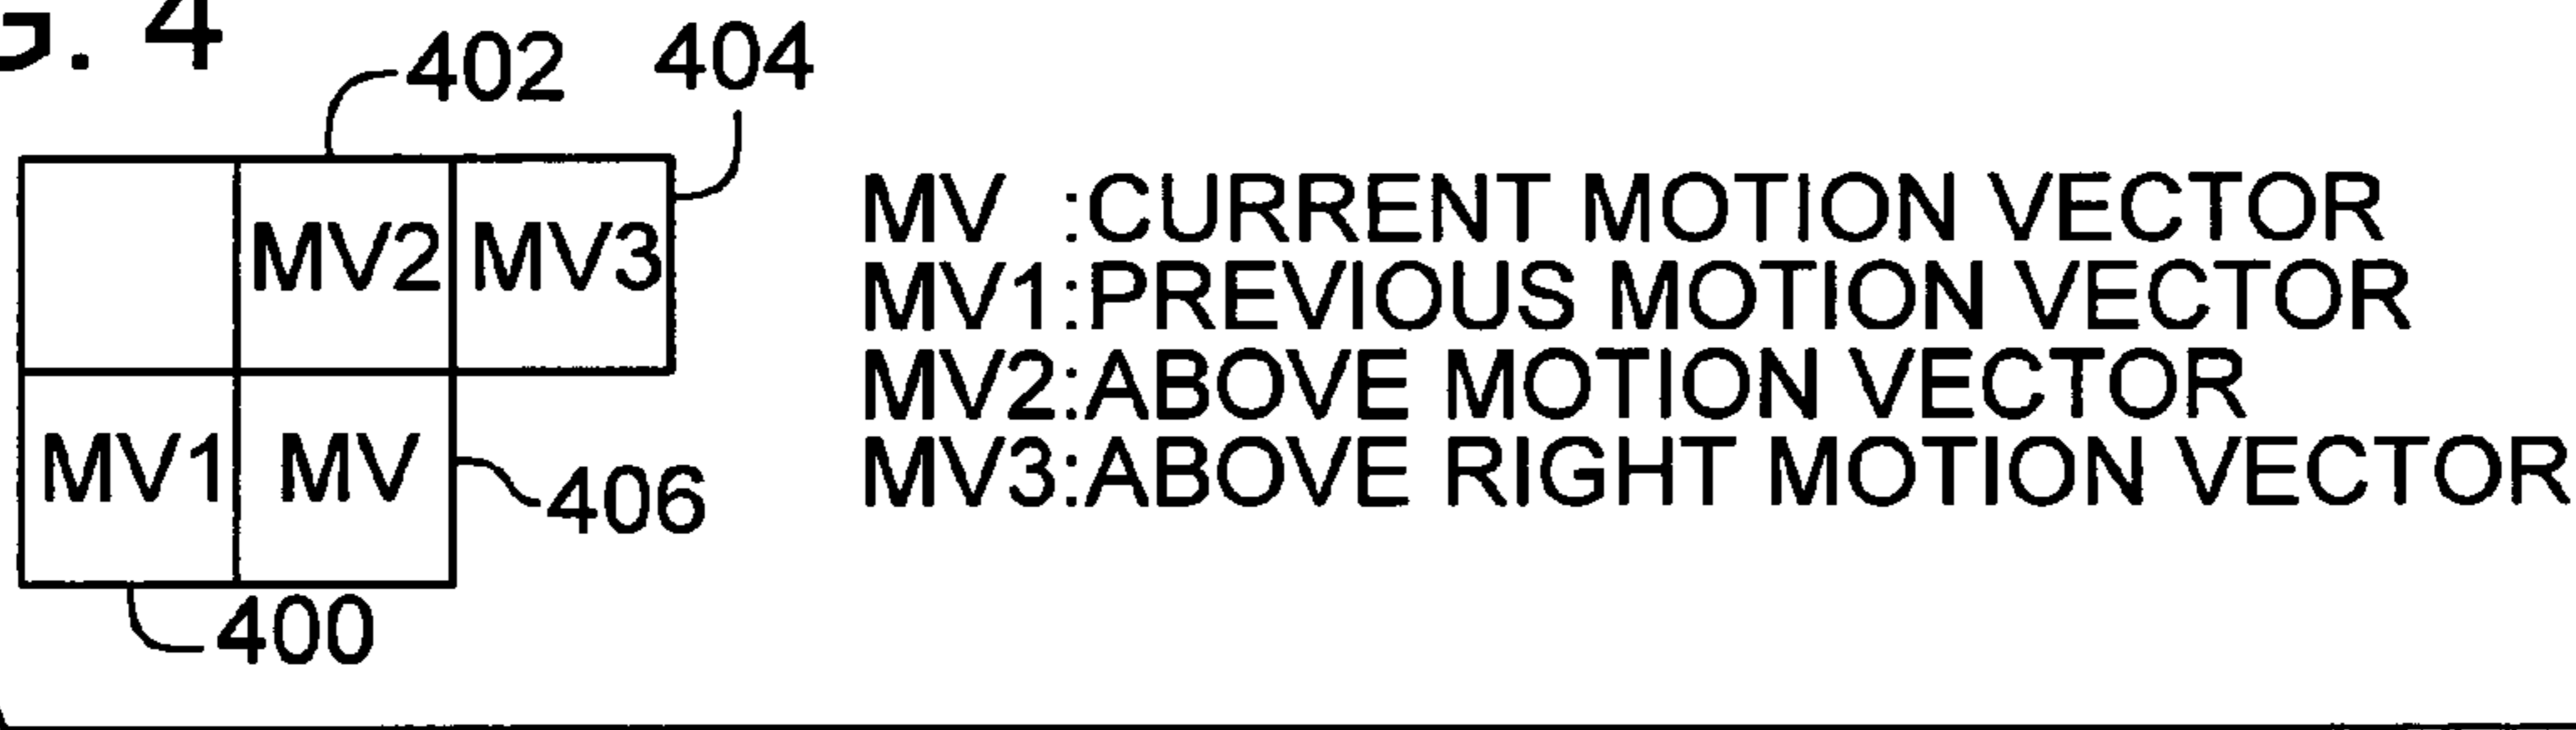 G. 4
402 404
MV2 MV3
MV1 MV
406
400
MV :CURRENT MOTION VECTOR
MV1:PREVIOUS MOTION VECTOR
MV2:ABOVE MOTION VECTOR
MV3:ABOVE RIGHT MOTION VECTOR